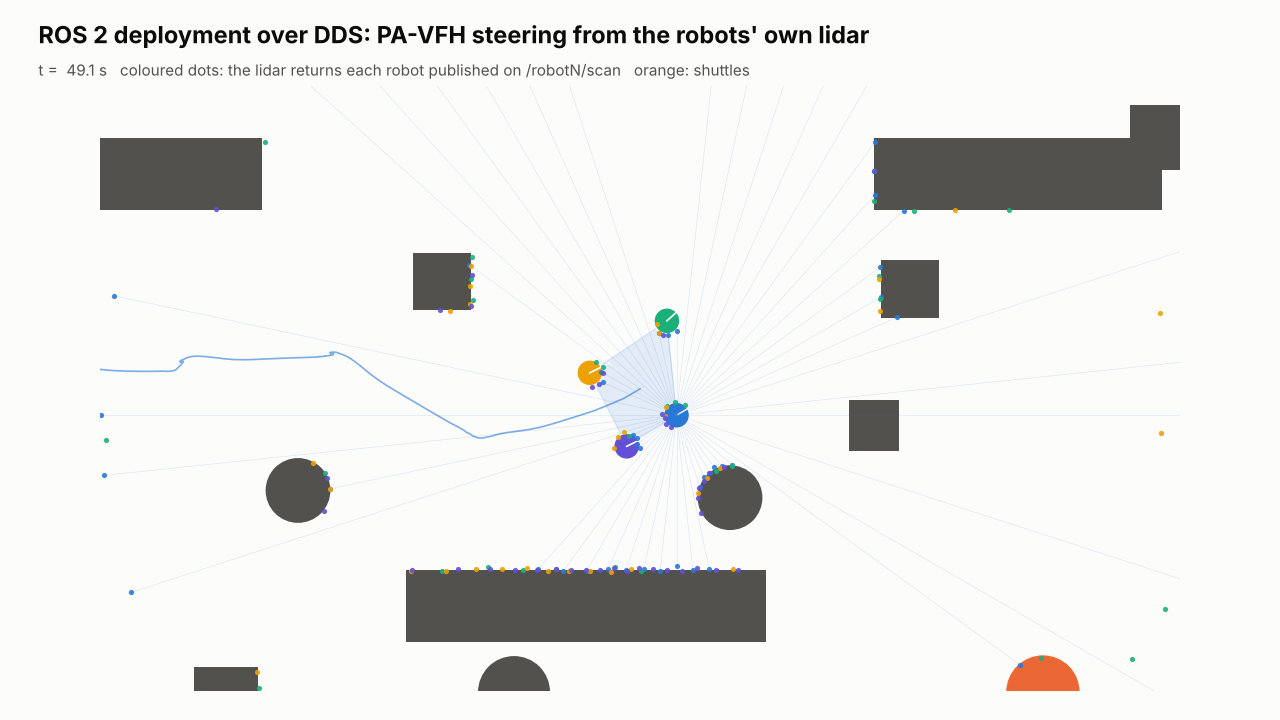 ROS 2 deployment over DDS: PA-VFH steering from the robots' own lidar
t = 49.1 s coloured dots: the lidar returns each robot published on /robotN/scan orange: shuttles